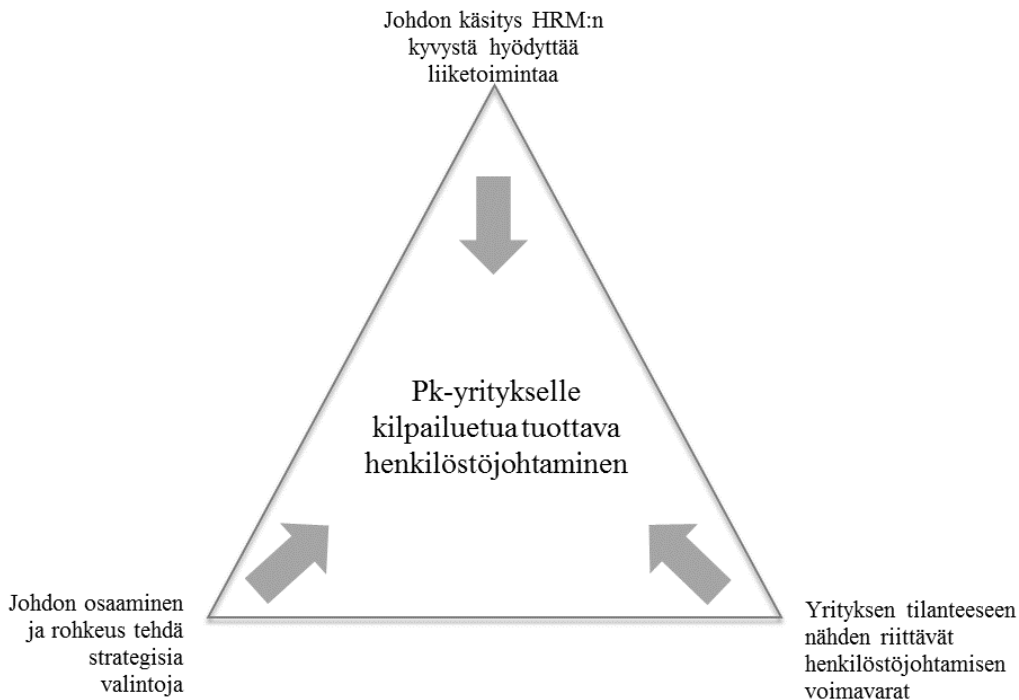 Johdon käsitys HRM:n
kyvystä hyödyttää
liiketoimintaa
Pk-yritykselle
kilpailuetua tuottava
henkilöstöjohtaminen
Johdon osaaminen
ja rohkeus tehdä
strategisia
valintoja
Yrityksen tilanteeseen
nähden riittävät
henkilöstöjohtamisen
voimavarat